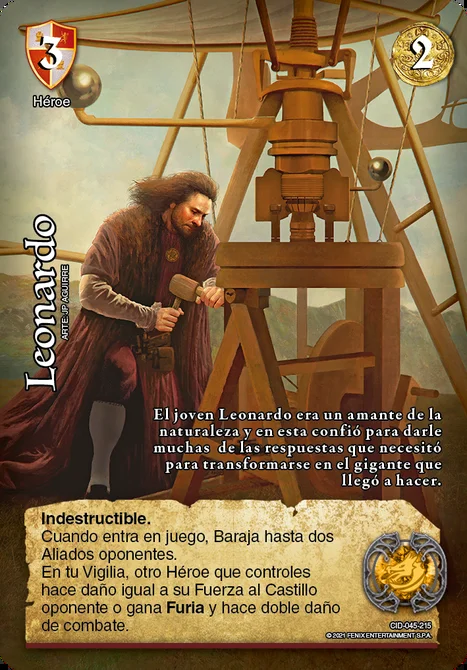 3
2
Héroe
Leonardo
ARTE: JP AGUIRRE
El joven Leonardo era un amante de la
naturaleza y en esta confió para darle
muchas de las respuestas que necesitó
para transformarse en el gigante que
llegó a hacer.
Indestructible.
Cuando entra en juego, Baraja hasta dos
Aliados oponentes.
En tu Vigilia, otro Héroe que controles
hace daño igual a su Fuerza al Castillo
oponente o gana Furia y hace doble daño
de combate.
CID-045-215
© 2021 FENIX ENTERTAINMENT S.P.A.